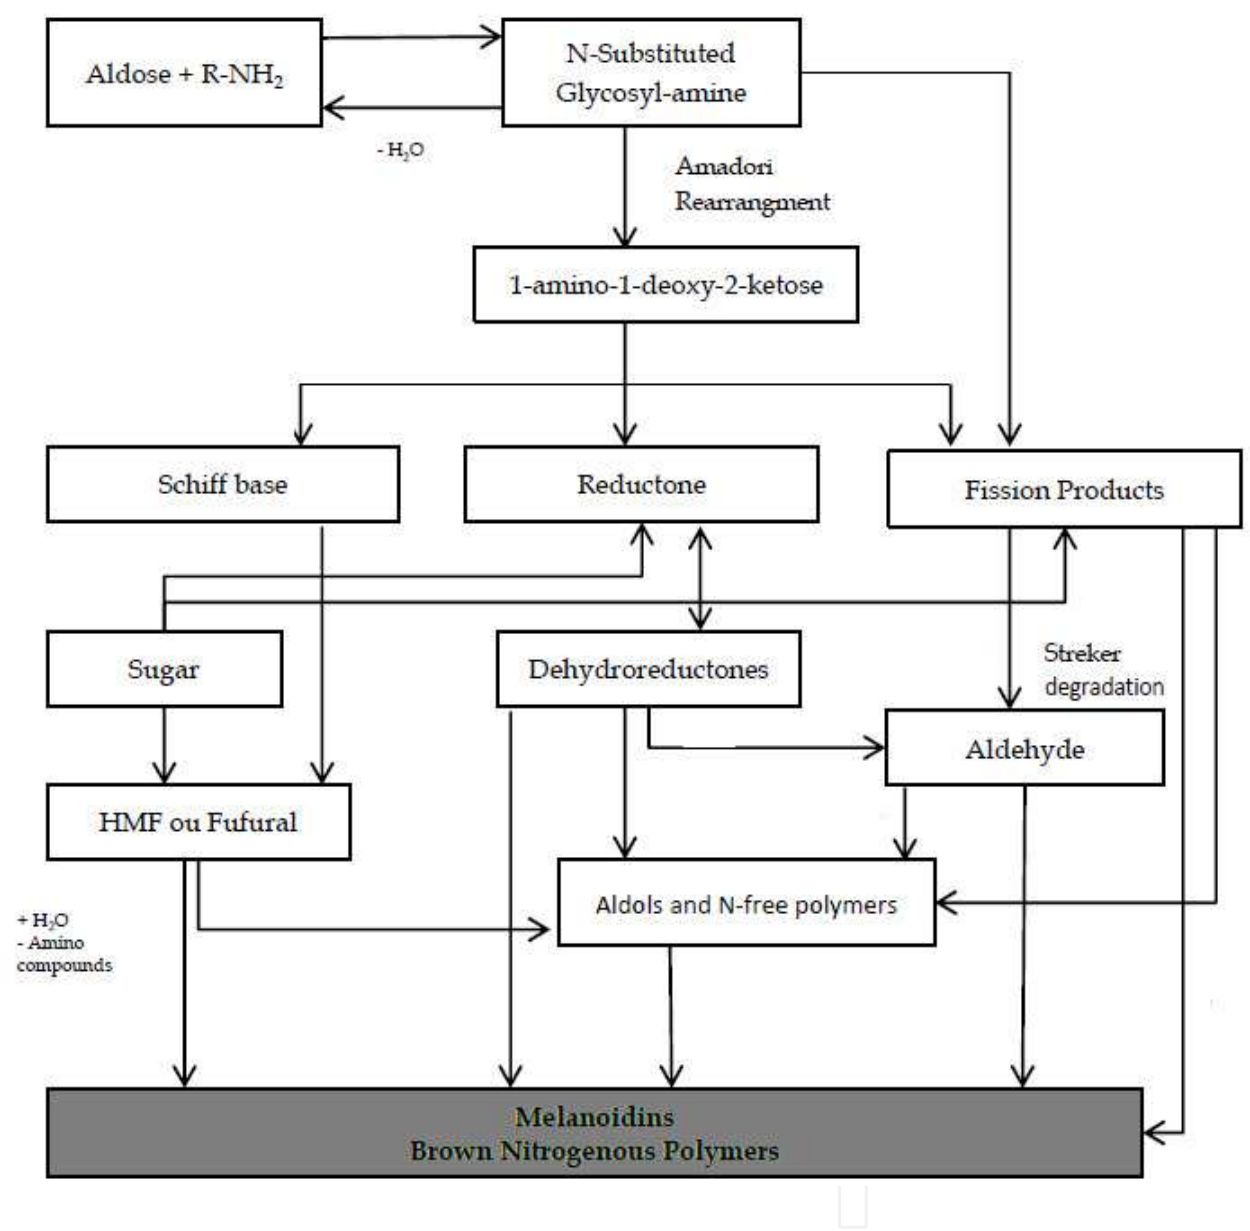 Aldose + R-NH₂
N-Substituted
Glycosyl-amine
- H₂O
Amadori
Rearrangment
1-amino-1-deoxy-2-ketose
Schiff base
Reductone
Fission Products
Sugar
Dehydroreductones
Streker
degradation
Aldehyde
HMF ou Fufural
Aldols and N-free polymers
+ H₂O
- Amino
compounds
Melanoidins
Brown Nitrogenous Polymers